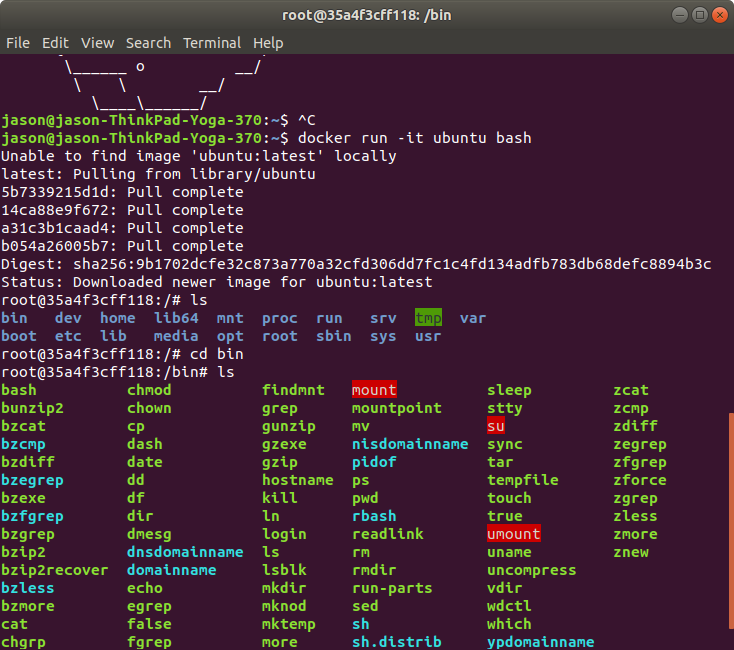 root@35a4f3cff118: /bin
File Edit View Search Terminal Help
\______ o __/
\ \ __/
\____\______/
jason@jason-ThinkPad-Yoga-370:~$ ^C
jason@jason-ThinkPad-Yoga-370:~$ docker run -it ubuntu bash
Unable to find image 'ubuntu:latest' locally
latest: Pulling from library/ubuntu
5b7339215d1d: Pull complete
14ca88e9f672: Pull complete
a31c3b1caad4: Pull complete
b054a26005b7: Pull complete
Digest: sha256:9b1702dcfe32c873a770a32cfd306dd7fc1c4fd134adfb783db68defc8894b3c
Status: Downloaded newer image for ubuntu:latest
root@35a4f3cff118:/# ls
bin dev home lib64 mnt proc run srv tmp var
boot etc lib media opt root sbin sys usr
root@35a4f3cff118:/# cd bin
root@35a4f3cff118:/bin# ls
bash chmod findmnt mount sleep zcat
bunzip2 chown grep mountpoint stty zcmp
bzcat cp gunzip mv su zdiff
bzcmp dash gzexe nisdomainname sync zegrep
bzdiff date gzip pidof tar zfgrep
bzegrep dd hostname ps tempfile zforce
bzexe df kill pwd touch zgrep
bzfgrep dir ln rbash true zless
bzgrep dmesg login readlink umount zmore
bzip2 dnsdomainname ls rm uname znew
bzip2recover domainname lsblk rmdir uncompress
bzless echo mkdir run-parts vdir
bzmore egrep mknod sed wdctl
cat false mktemp sh which
chgrp fgrep more sh.distrib ypdomainname